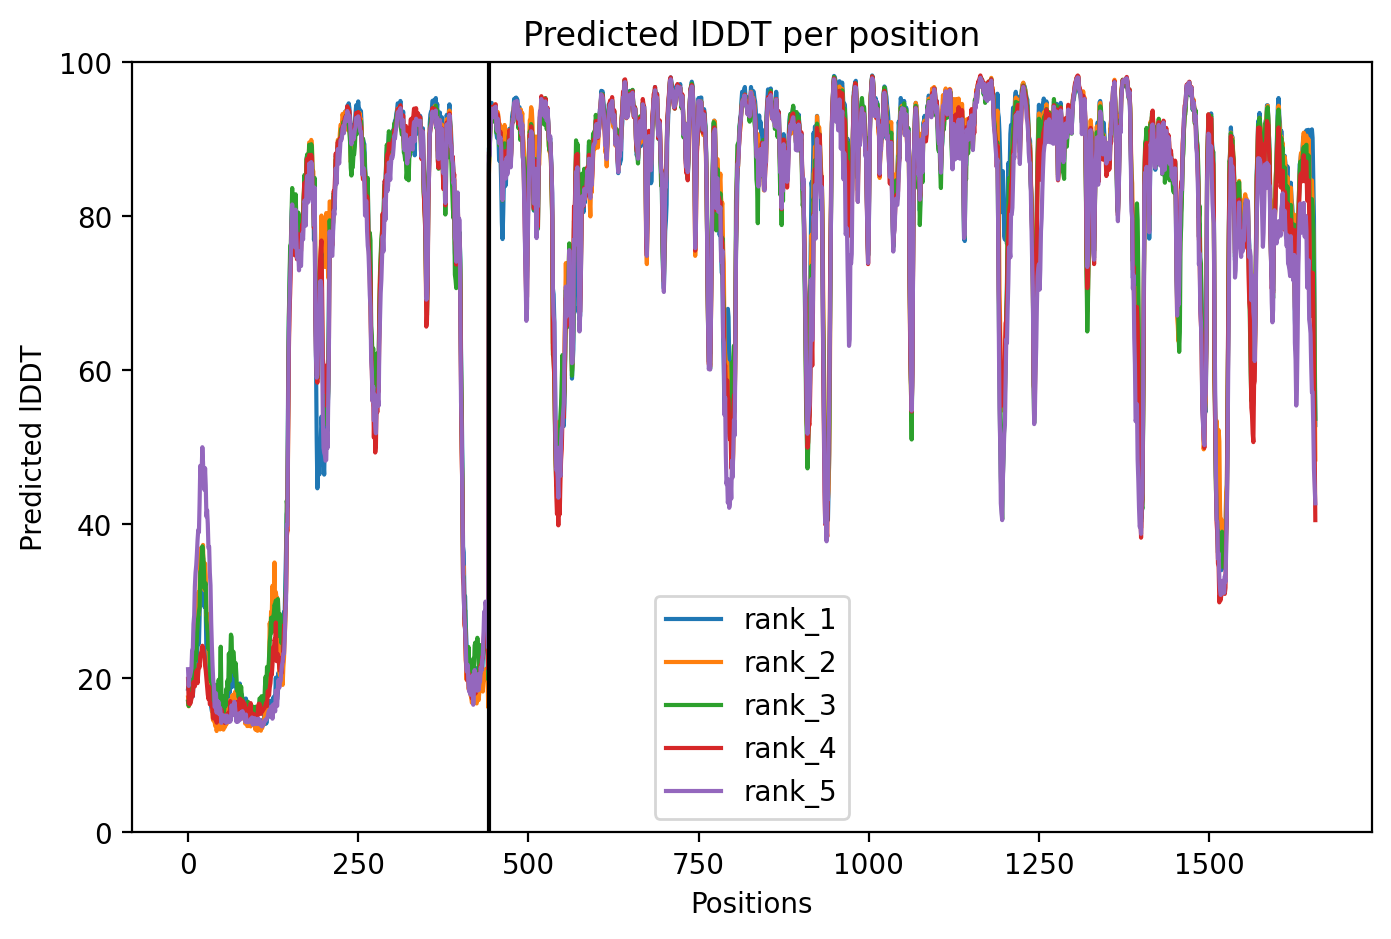 Predicted lDDT per position
100
80
60
40
20
0
Predicted lDDT
0 250 500 750 1000 1250 1500
Positions
rank_1
rank_2
rank_3
rank_4
rank_5